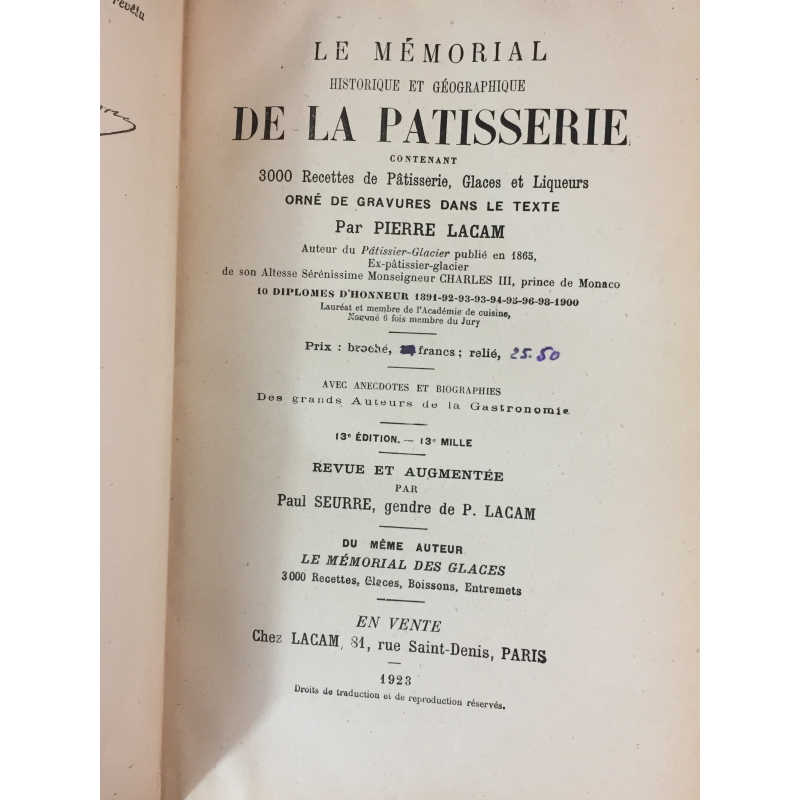 revêtu
LE MÉMORIAL
HISTORIQUE ET GÉOGRAPHIQUE
DE LA PATISSERIE
CONTENANT
3000 Recettes de Pâtisserie, Glaces et Liqueurs
ORNÉ DE GRAVURES DANS LE TEXTE
Par PIERRE LACAM
Auteur du Pâtissier-Glacier publié en 1865,
Ex-pâtissier-glacier
de son Altesse Sérénissime Monseigneur CHARLES III, prince de Monaco
10 DIPLOMES D'HONNEUR 1891-92-93-93-94-95-96-98-1900
Lauréat et membre de l'Académie de cuisine,
Nommé 6 fois membre du Jury
Prix : broché, francs ; relié, 25.50
AVEC ANECDOTES ET BIOGRAPHIES
Des grands Auteurs de la Gastronomie
13e ÉDITION. — 13e MILLE
REVUE ET AUGMENTÉE
PAR
Paul SEURRE, gendre de P. LACAM
DU MÊME AUTEUR
LE MÉMORIAL DES GLACES
3000 Recettes, Glaces, Boissons, Entremets
EN VENTE
Chez LACAM, 81, rue Saint-Denis, PARIS
1923
Droits de traduction et de reproduction réservés.